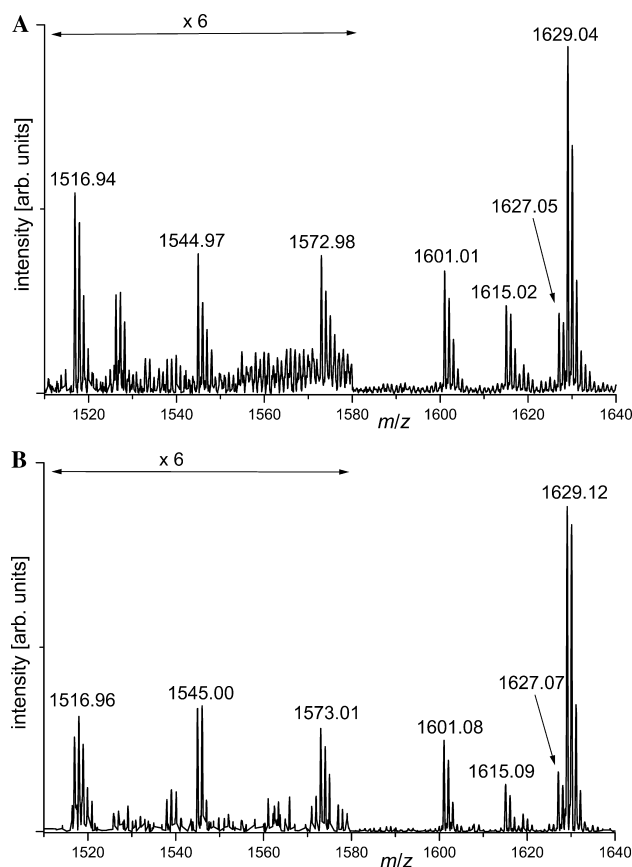 A
x 6
1629.04
1516.94
1627.05
1544.97
1572.98
1601.01
1615.02
intensity [arb. units]
1520 1540 1560 1580 1600 1620 1640
m/z
B
x 6
1629.12
1627.07
1516.96
1545.00
1573.01
1601.08
1615.09
intensity [arb. units]
1520 1540 1560 1580 1600 1620 1640
m/z